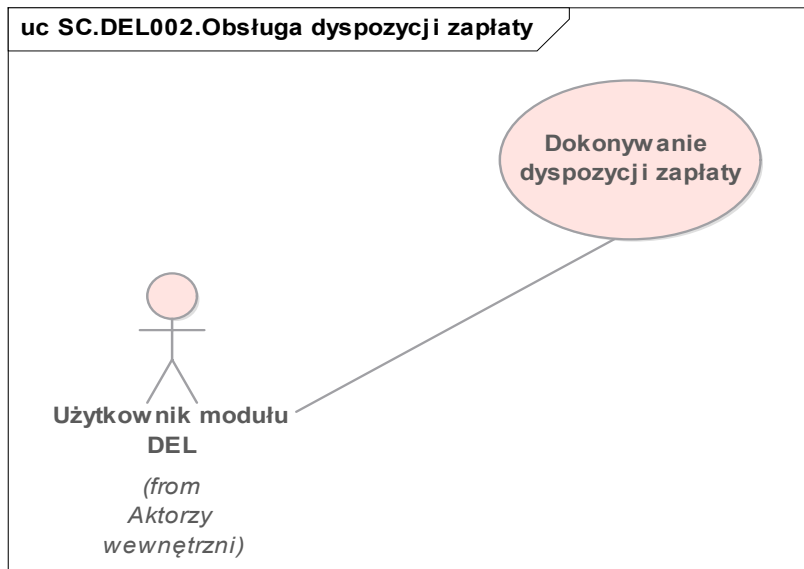 uc SC.DEL002.Obsługa dyspozycji zapłaty
Dokonywanie
dyspozycji zapłaty
Użytkownik modułu
DEL
(from
Aktorzy
wewnętrzni)